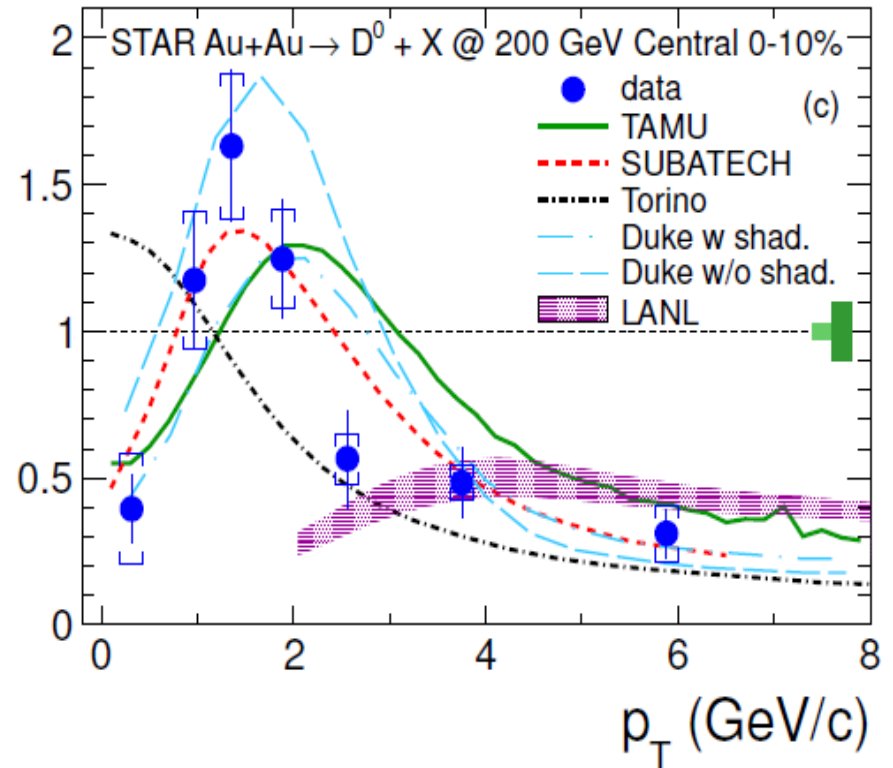 STAR Au+Au → D⁰ + X @ 200 GeV Central 0-10%
data
(c)
TAMU
SUBATECH
Torino
Duke w shad.
Duke w/o shad.
LANL
2
1.5
1
0.5
0
0 2 4 6 8
p_T (GeV/c)